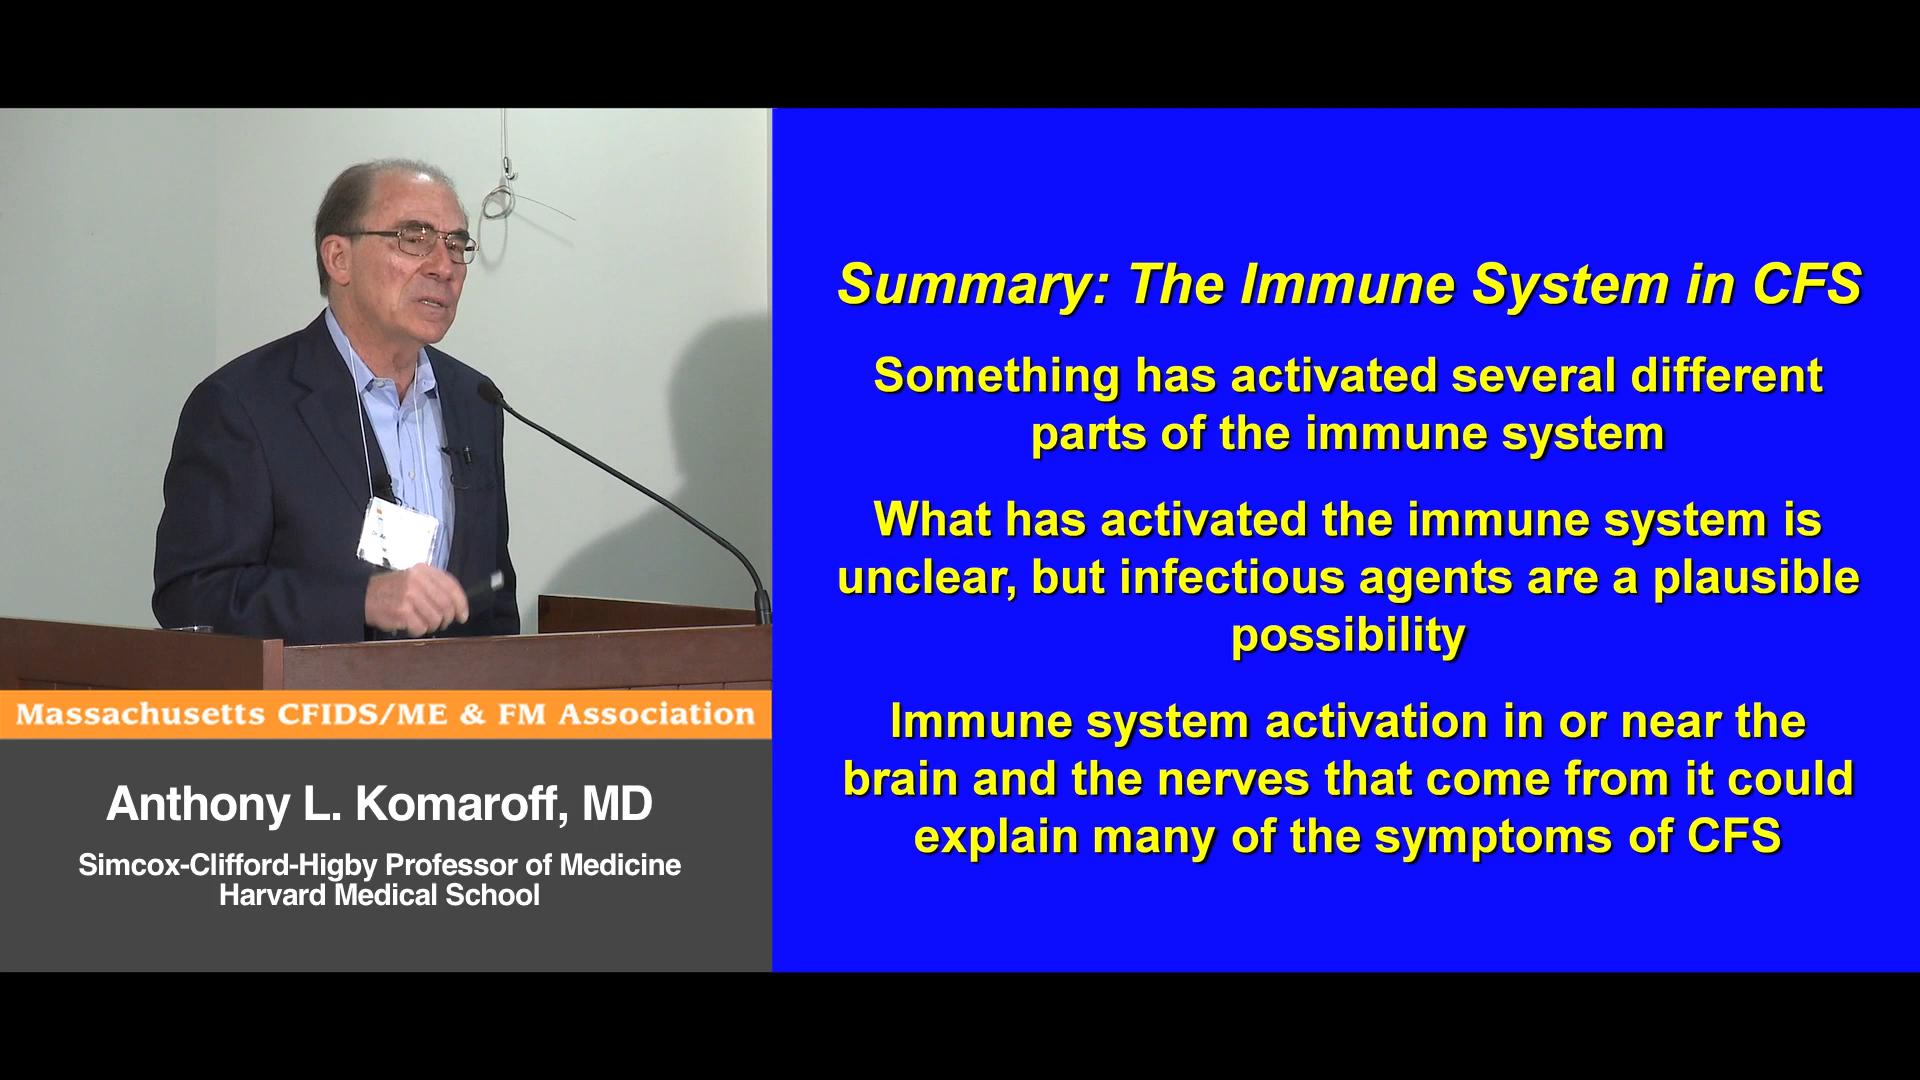 Massachusetts CFIDS/ME & FM Association
Anthony L. Komaroff, MD
Simcox-Clifford-Higby Professor of Medicine
Harvard Medical School
Summary: The Immune System in CFS
Something has activated several different
parts of the immune system
What has activated the immune system is
unclear, but infectious agents are a plausible
possibility
Immune system activation in or near the
brain and the nerves that come from it could
explain many of the symptoms of CFS